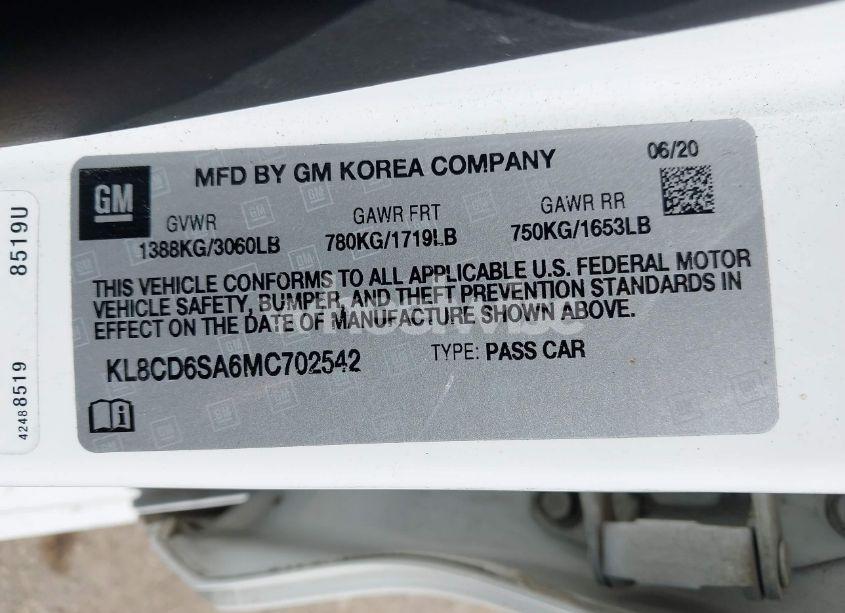 MFD BY GM KOREA COMPANY 06/20
GM
GVWR GAWR FRT GAWR RR
1388KG/3060LB 780KG/1719LB 750KG/1653LB
THIS VEHICLE CONFORMS TO ALL APPLICABLE U.S. FEDERAL MOTOR
VEHICLE SAFETY, BUMPER, AND THEFT PREVENTION STANDARDS IN
EFFECT ON THE DATE OF MANUFACTURE SHOWN ABOVE.
KL8CD6SA6MC702542 TYPE: PASS CAR
8519U
42488519